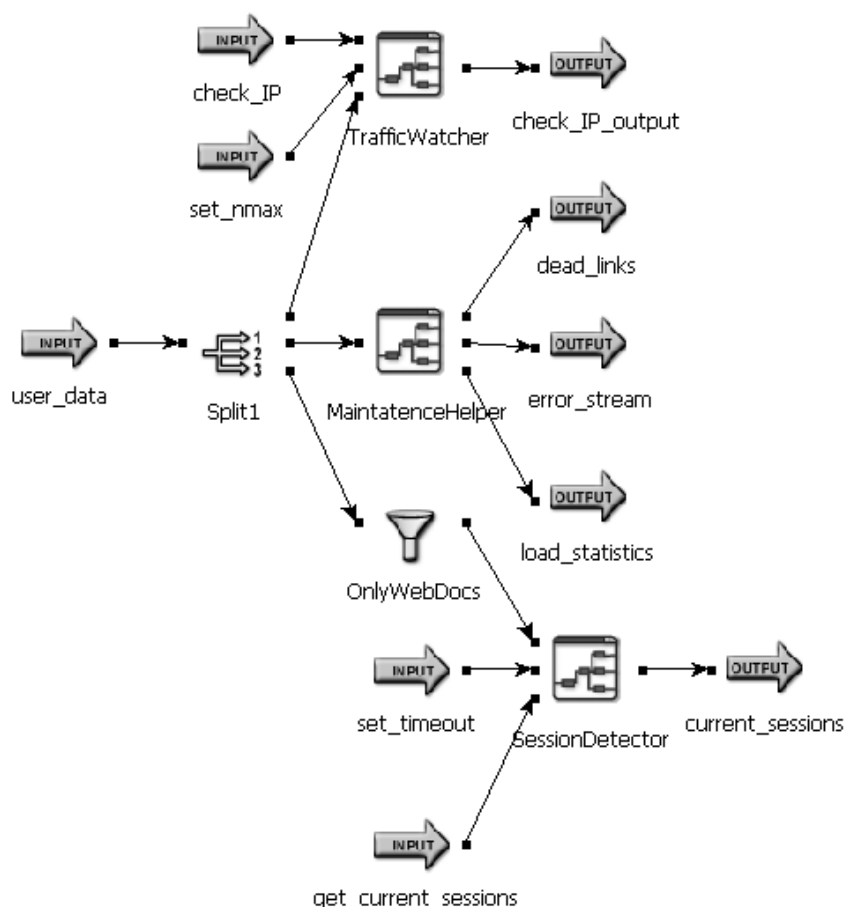 INPUT
check_IP
TrafficWatcher
OUTPUT
check_IP_output
INPUT
set_nmax
OUTPUT
dead_links
INPUT
user_data
1
2
3
Split1
MaintatenceHelper
OUTPUT
error_stream
OUTPUT
load_statistics
OnlyWebDocs
INPUT
set_timeout
SessionDetector
OUTPUT
current_sessions
INPUT
get_current_sessions